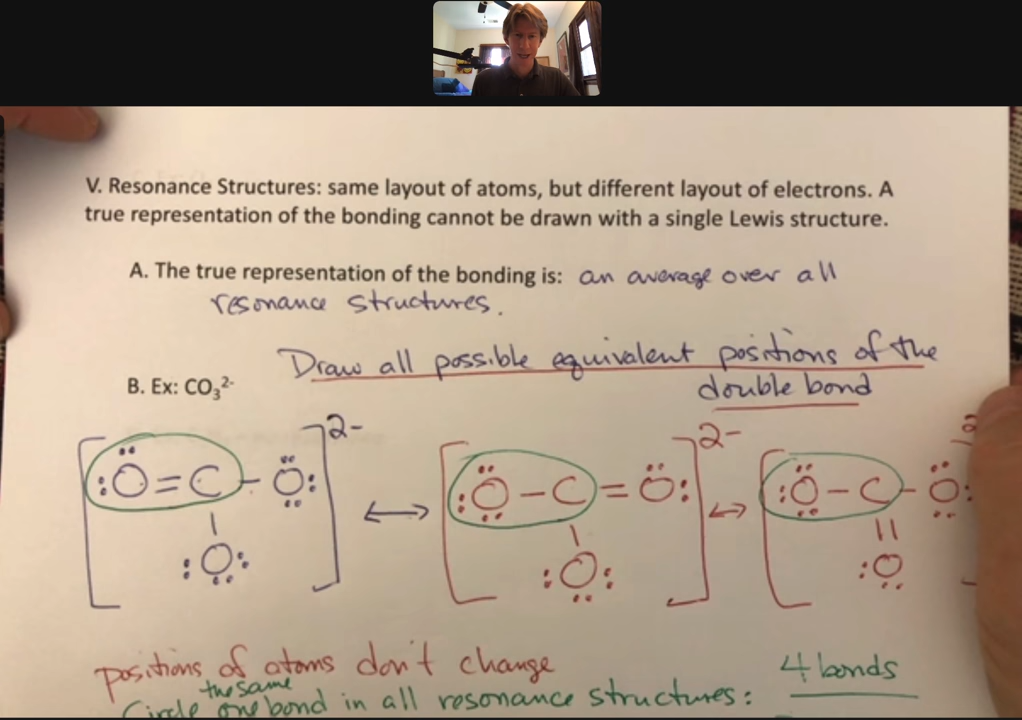 V. Resonance Structures: same layout of atoms, but different layout of electrons. A
true representation of the bonding cannot be drawn with a single Lewis structure.
A. The true representation of the bonding is: an average over all
resonance structures.
Draw all possible equivalent positions of the
double bond
B. Ex: CO₃²⁻
[:Ö=C-Ö:]²⁻ ↔ [:Ö-C=Ö:]²⁻ ↔ [:Ö-C-Ö:
:O: :O: :O
positions of atoms don't change
4 bonds
the same
Circle one bond in all resonance structures: